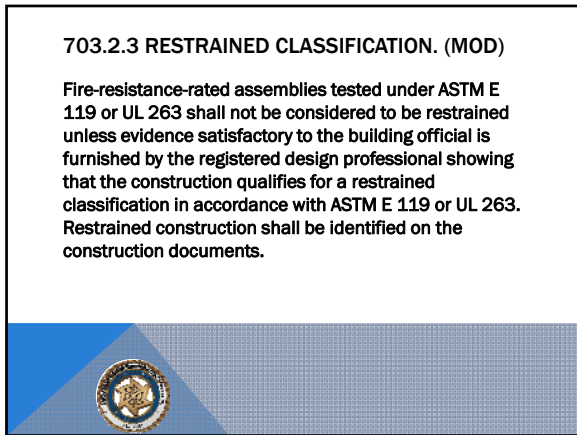 703.2.3 RESTRAINED CLASSIFICATION. (MOD)
Fire-resistance-rated assemblies tested under ASTM E
119 or UL 263 shall not be considered to be restrained
unless evidence satisfactory to the building official is
furnished by the registered design professional showing
that the construction qualifies for a restrained
classification in accordance with ASTM E 119 or UL 263.
Restrained construction shall be identified on the
construction documents.